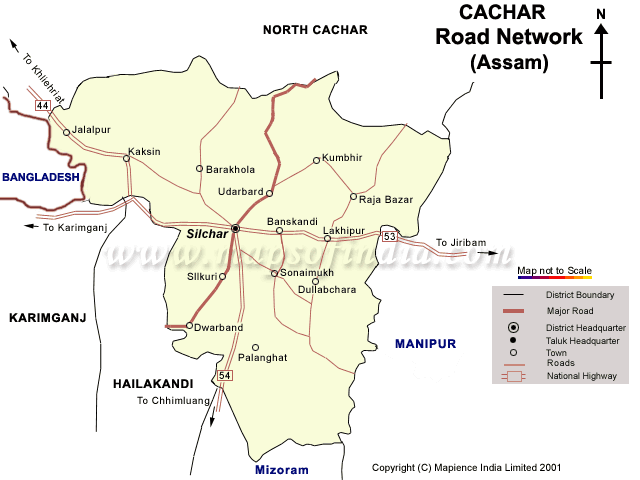 CACHAR
Road Network
(Assam)
N
NORTH CACHAR
To Khliehriat
44
Jalalpur
Kaksin
BANGLADESH
Barakhola
Kumbhir
Udarbard
Raja Bazar
To Karimganj
Silchar
Banskandi
Lakhipur
53
To Jiribam
www.mapsofindia.com
Map not to Scale
Sllkuri
Sonaimukh
Dullabchara
District Boundary
Major Road
District Headquarter
Taluk Headquarter
Town
Roads
National Highway
KARIMGANJ
Dwarband
Palanghat
MANIPUR
HAILAKANDI
54
To Chhimluang
Mizoram
Copyright (C) Mapience India Limited 2001